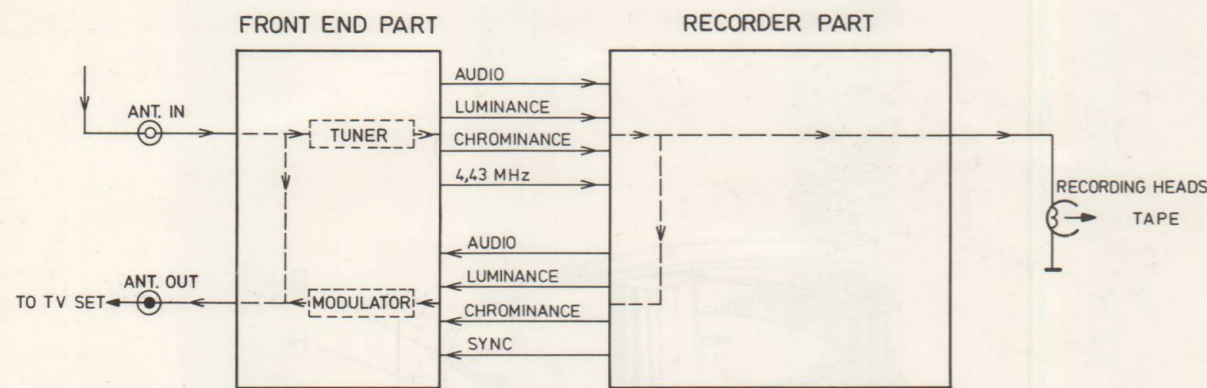 FRONT END PART
RECORDER PART
ANT. IN
TUNER
AUDIO
LUMINANCE
CHROMINANCE
4,43 MHz
RECORDING HEADS
TAPE
AUDIO
LUMINANCE
CHROMINANCE
SYNC
ANT. OUT
TO TV SET
MODULATOR